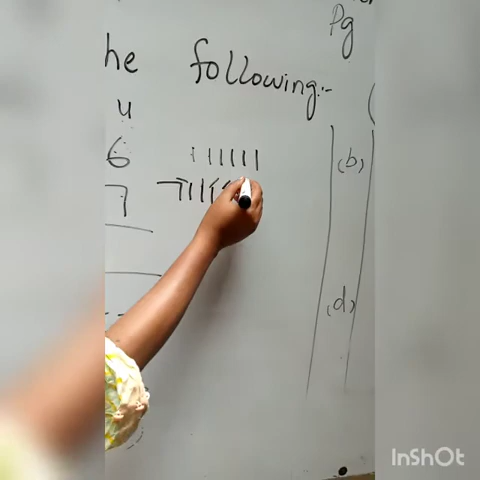 Pg
he following:-
u
6 | | | | | |
7
(b)
(d)
InShOt